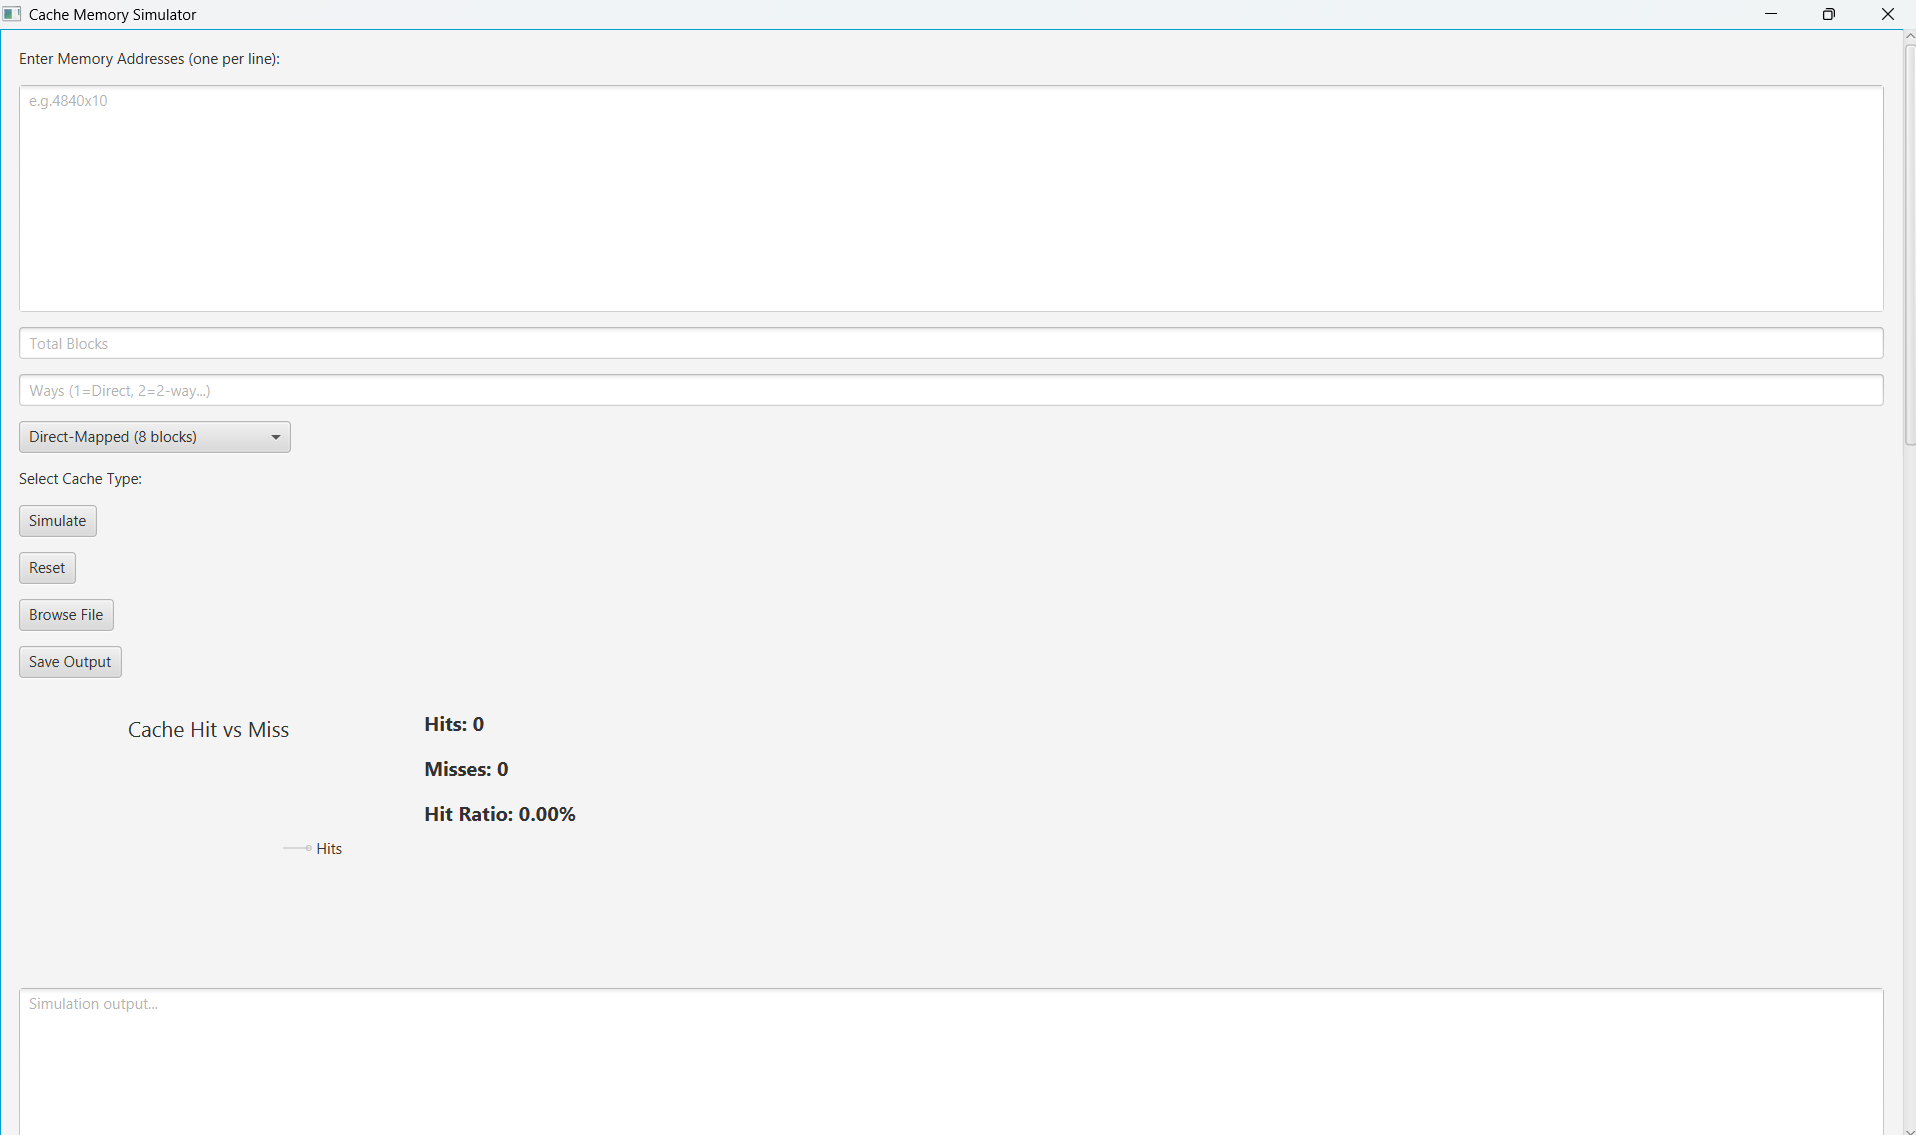 Cache Memory Simulator
Enter Memory Addresses (one per line):
e.g.4840x10
Total Blocks
Ways (1=Direct, 2=2-way...)
Direct-Mapped (8 blocks)
Select Cache Type:
Simulate
Reset
Browse File
Save Output
Cache Hit vs Miss
Hits
Hits: 0
Misses: 0
Hit Ratio: 0.00%
Simulation output...